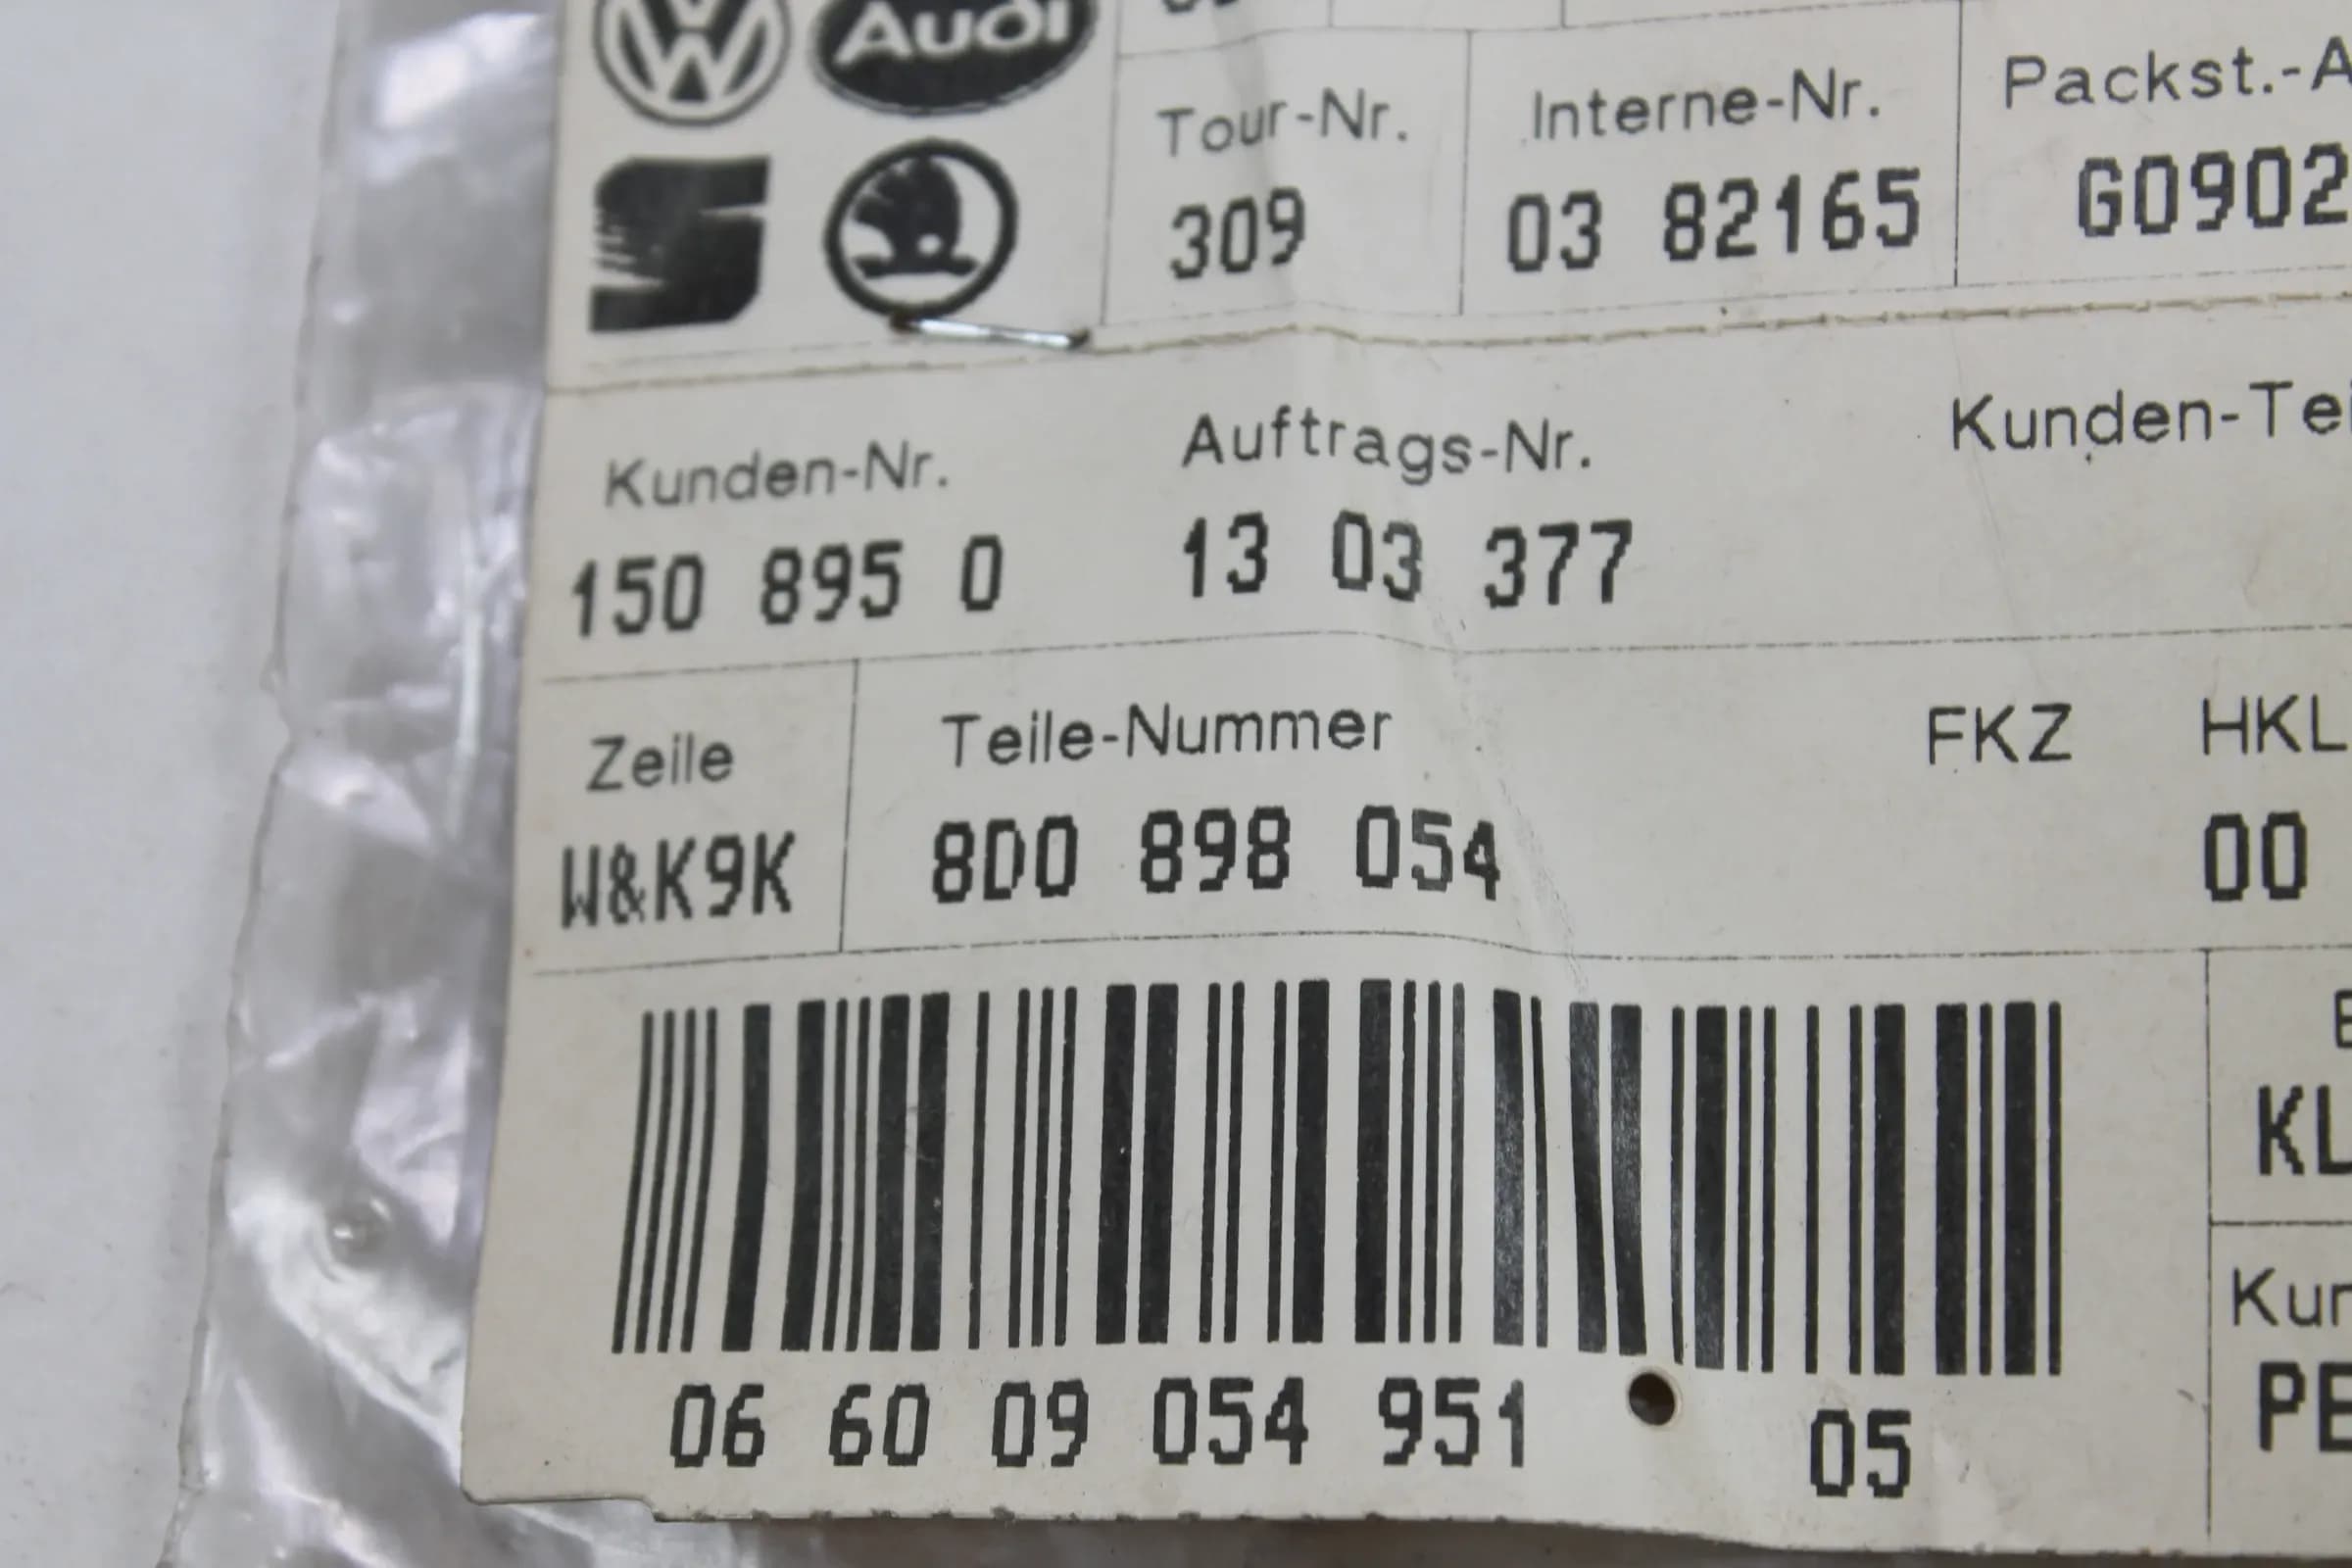 Audi
Tour-Nr. Interne-Nr. Packst.-A
309 03 82165 G0902
Kunden-Nr. Auftrags-Nr. Kunden-Tei
150 895 0 13 03 377
Zeile Teile-Nummer FKZ HKL
W&K9K 8D0 898 054 00
KL
Kur
PE
06 60 09 054 951 05